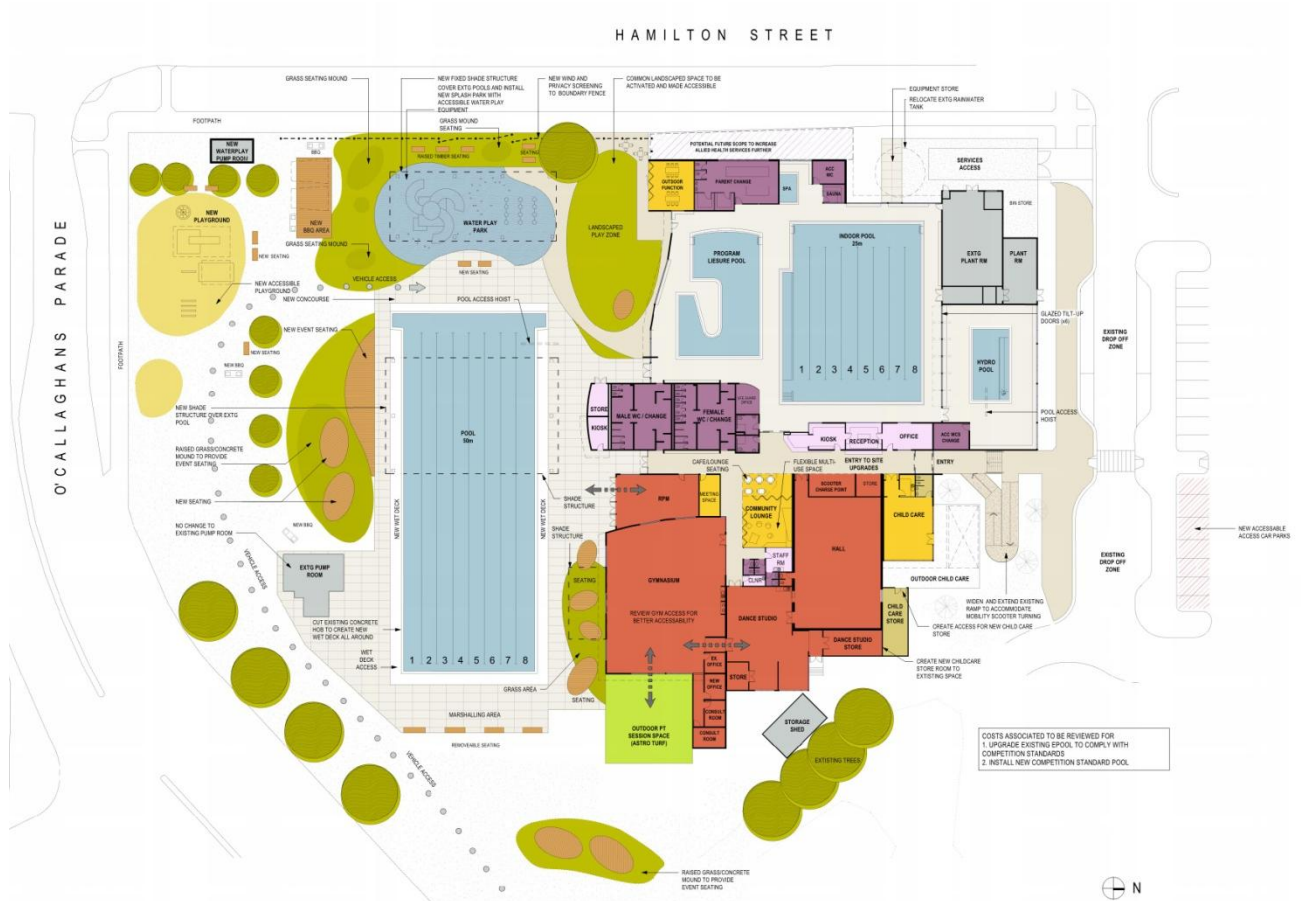 HAMILTON STREET
GRASS SEATING MOUND
NEW FIXED SHADE STRUCTURE
COVER EXTG POOLS AND INSTALL
NEW SPLASH PARK WITH
ACCESSIBLE WATER PLAY
EQUIPMENT
NEW WIND AND
PRIVACY SCREENING
TO BOUNDARY FENCE
COMMON LANDSCAPED SPACE TO BE
ACTIVATED AND MADE ACCESSIBLE
EQUIPMENT STORE
RELOCATE EXTG RAINWATER
TANK
FOOTPATH
GRASS MOUND
SEATING
NEW
WATERPLAY
PUMP ROOM
BBQ
RAISED TIMBER SEATING
SEATING
POTENTIAL FUTURE SCOPE TO INCREASE
ALLIED HEALTH SERVICES FURTHER
SERVICES
ACCESS
OUTDOOR
FUNCTION
PARENT CHANGE
SPA
ACC
WC
SAUNA
BIN STORE
NEW
PLAYGROUND
NEW
BBQ AREA
WATER PLAY
PARK
LANDSCAPED
PLAY ZONE
INDOOR POOL
25m
PROGRAM
LIESURE POOL
EXTG
PLANT RM
PLANT
RM
GRASS SEATING MOUND
NEW SEATING
NEW SEATING
VEHICLE ACCESS
NEW ACCESSIBLE
PLAYGROUND
NEW CONCOURSE
POOL ACCESS HOIST
GLAZED TILT-UP
DOORS (x6)
O'CALLAGHANS PARADE
FOOTPATH
NEW EVENT SEATING
NEW SEATING
NEW BBQ
EXISTING
DROP OFF
ZONE
HYDRO
POOL
1 2 3 4 5 6 7 8
POOL ACCESS
HOIST
NEW SHADE
STRUCTURE OVER EXTG
POOL
STORE
KIOSK
MALE WC / CHANGE
FEMALE
WC / CHANGE
RAISED GRASS/CONCRETE
MOUND TO PROVIDE
EVENT SEATING
POOL
50m
KIOSK
RECEPTION
OFFICE
ACC WCS
CHANGE
CAFE/LOUNGE
SEATING
FLEXIBLE MULTI-
USE SPACE
ENTRY TO SITE
UPGRADES
ENTRY
NEW SEATING
SHADE
STRUCTURE
RPM
MEETING
SPACE
SCOOTER
CHARGE POINT
STORE
COMMUNITY
LOUNGE
CHILD CARE
NO CHANGE TO
EXISTING PUMP ROOM
NEW BBQ
NEW WET DECK
NEW WET DECK
SHADE
STRUCTURE
NEW ACCESSABLE
ACCESS CAR PARKS
VEHICLE ACCESS
EXTG PUMP
ROOM
SEATING
GYMNASIUM
STAFF
RM
CLNR
HALL
EXISTING
DROP OFF
ZONE
OUTDOOR CHILD CARE
REVIEW GYM ACCESS FOR
BETTER ACCESSABILITY
DANCE STUDIO
CHILD
CARE
STORE
WIDEN AND EXTEND EXISTING
RAMP TO ACCOMMODATE
MOBILITY SCOOTER TURNING
CREATE ACCESS FOR NEW CHILD CARE
STORE
CUT EXISTING CONCRETE
HOB TO CREATE NEW
WET DECK ALL AROUND
DANCE STUDIO
STORE
WET
DECK
ACCESS
1 2 3 4 5 6 7 8
EX.
OFFICE
STORE
CREATE NEW CHILDCARE
STORE ROOM TO
EXTISTING SPACE
GRASS AREA
SEATING
NEW
OFFICE
CONSULT
ROOM
CONSULT
ROOM
MARSHALLING AREA
OUTDOOR PT
SESSION SPACE
(ASTRO TURF)
STORAGE
SHED
REMOVEABLE SEATING
VEHICLE ACCESS
EXTISTING TREES
COSTS ASSOCIATED TO BE REVIEWED FOR
1. UPGRADE EXISTING EPOOL TO COMPLY WITH
COMPETITION STANDARDS
2. INSTALL NEW COMPETITION STANDARD POOL
RAISED GRASS/CONCRETE
MOUND TO PROVIDE
EVENT SEATING
N